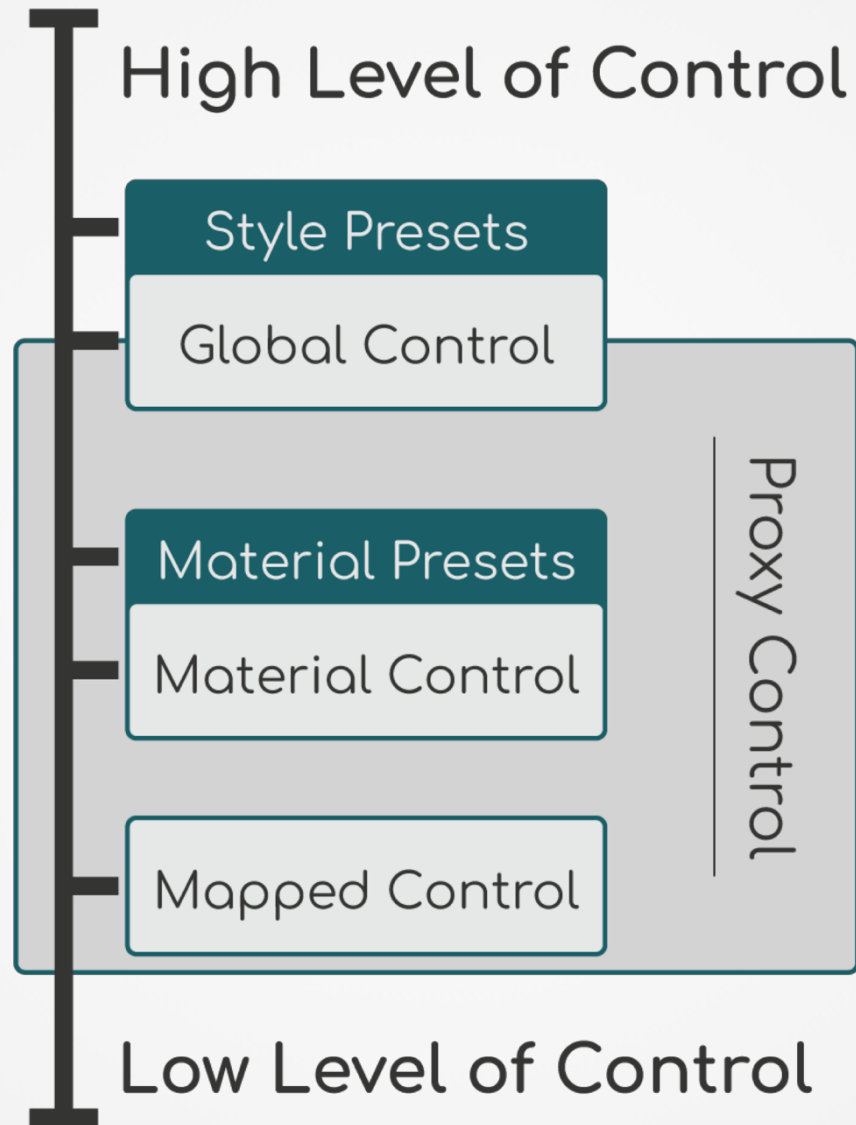 High Level of Control
Style Presets
Global Control
Material Presets
Material Control
Mapped Control
Proxy Control
Low Level of Control